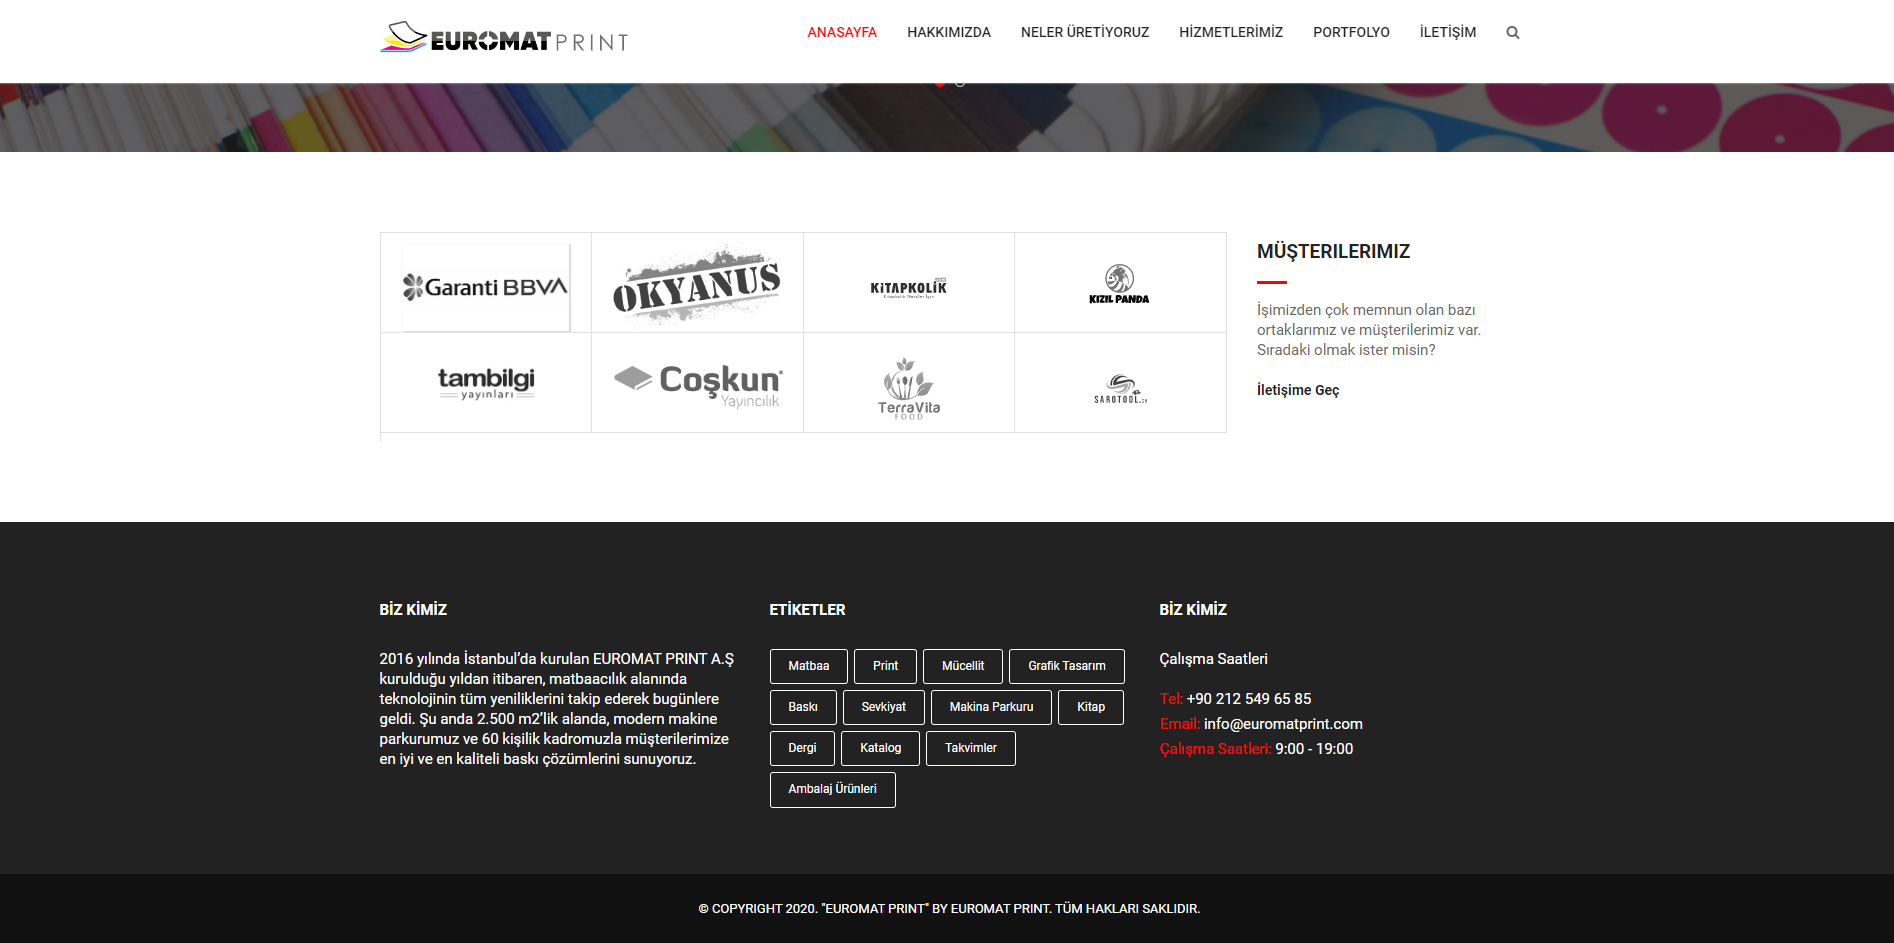 EUROMAT PRINT
ANASAYFA HAKKIMIZDA NELER ÜRETİYORUZ HİZMETLERİMİZ PORTFOLYO İLETİŞİM
Garanti BBVA
OKYANUS
KİTAPKOLİK
KIZIL PANDA
tambilgi
yayınları
Coşkun
Yayıncılık
TerraVita
FOOD
SAROTOOL
MÜŞTERILERIMIZ
İşimizden çok memnun olan bazı
ortaklarımız ve müşterilerimiz var.
Sıradaki olmak ister misin?
İletişime Geç
BİZ KİMİZ
2016 yılında İstanbul’da kurulan EUROMAT PRINT A.Ş
kurulduğu yıldan itibaren, matbaacılık alanında
teknolojinin tüm yeniliklerini takip ederek bugünlere
geldi. Şu anda 2.500 m2’lik alanda, modern makine
parkurumuz ve 60 kişilik kadromuzla müşterilerimize
en iyi ve en kaliteli baskı çözümlerini sunuyoruz.
ETİKETLER
Matbaa Print Mücellit Grafik Tasarım
Baskı Sevkiyat Makina Parkuru Kitap
Dergi Katalog Takvimler
Ambalaj Ürünleri
BİZ KİMİZ
Çalışma Saatleri
Tel: +90 212 549 65 85
Email: info@euromatprint.com
Çalışma Saatleri: 9:00 - 19:00
© COPYRIGHT 2020. "EUROMAT PRINT" BY EUROMAT PRINT. TÜM HAKLARI SAKLIDIR.